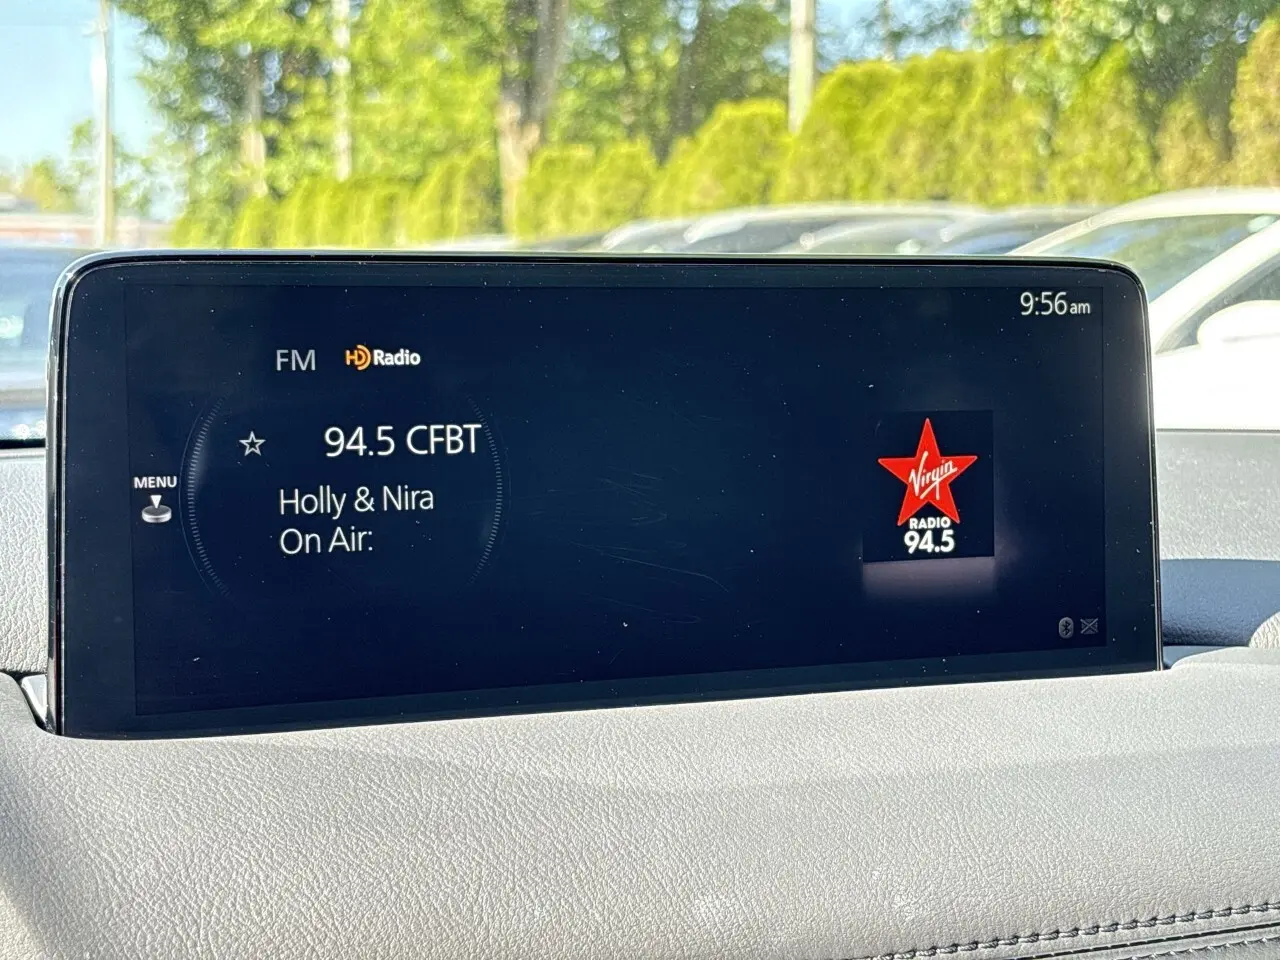 9:56 am
FM HD Radio
94.5 CFBT
MENU
Holly & Nira
On Air:
Virgin
RADIO
94.5